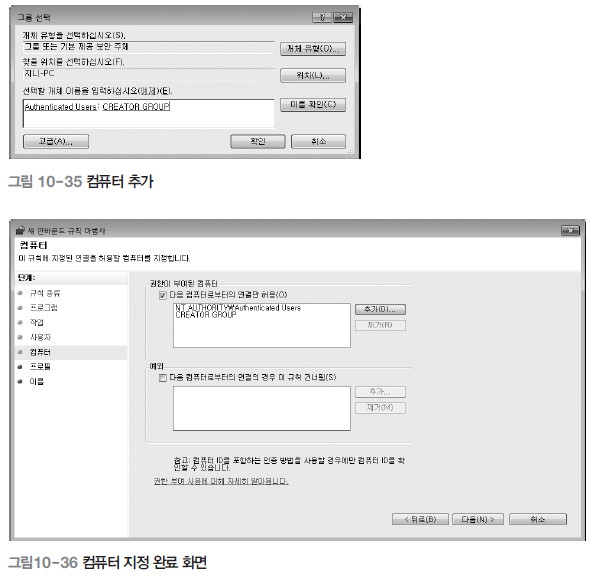 그룹 선택
개체 유형을 선택하십시오(S).
그룹 또는 기본 제공 보안 주체
개체 유형(O)...
찾을 위치를 선택하십시오(F).
지니-PC
위치(L)...
선택할 개체 이름을 입력하십시오(예제)(E).
Authenticated Users; CREATOR GROUP
이름 확인(C)
고급(A)...
확인
취소
그림 10-35 컴퓨터 추가
새 인바운드 규칙 마법사
컴퓨터
이 규칙에 지정된 연결을 허용할 컴퓨터를 지정합니다.
단계:
규칙 종류
프로그램
작업
사용자
컴퓨터
프로필
이름
권한이 부여된 컴퓨터
다음 컴퓨터로부터의 연결만 허용(O)
NT AUTHORITY\Authenticated Users
CREATOR GROUP
추가(D)...
제거(R)
예외
다음 컴퓨터로부터의 연결의 경우 이 규칙 건너뜀(S)
추가...
제거(M)
참고: 컴퓨터 ID를 포함하는 인증 방법을 사용할 경우에만 컴퓨터 ID를 확
인할 수 있습니다.
권한 부여 사용에 대해 자세히 알아봅니다.
< 뒤로(B)
다음(N) >
취소
그림10-36 컴퓨터 지정 완료 화면